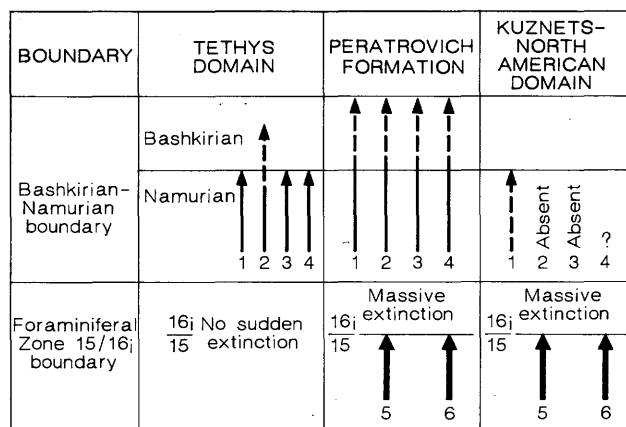 BOUNDARY
TETHYS
DOMAIN
PERATROVICH
FORMATION
KUZNETS–
NORTH
AMERICAN
DOMAIN
Bashkirian–
Namurian
boundary
Bashkirian
Namurian
1 2 3 4
1 2 3 4
Absent
Absent
?
1 2 3 4
Foraminiferal
Zone 15/16i
boundary
16i
15
No sudden
extinction
16i
15
Massive
extinction
5 6
16i
15
Massive
extinction
5 6